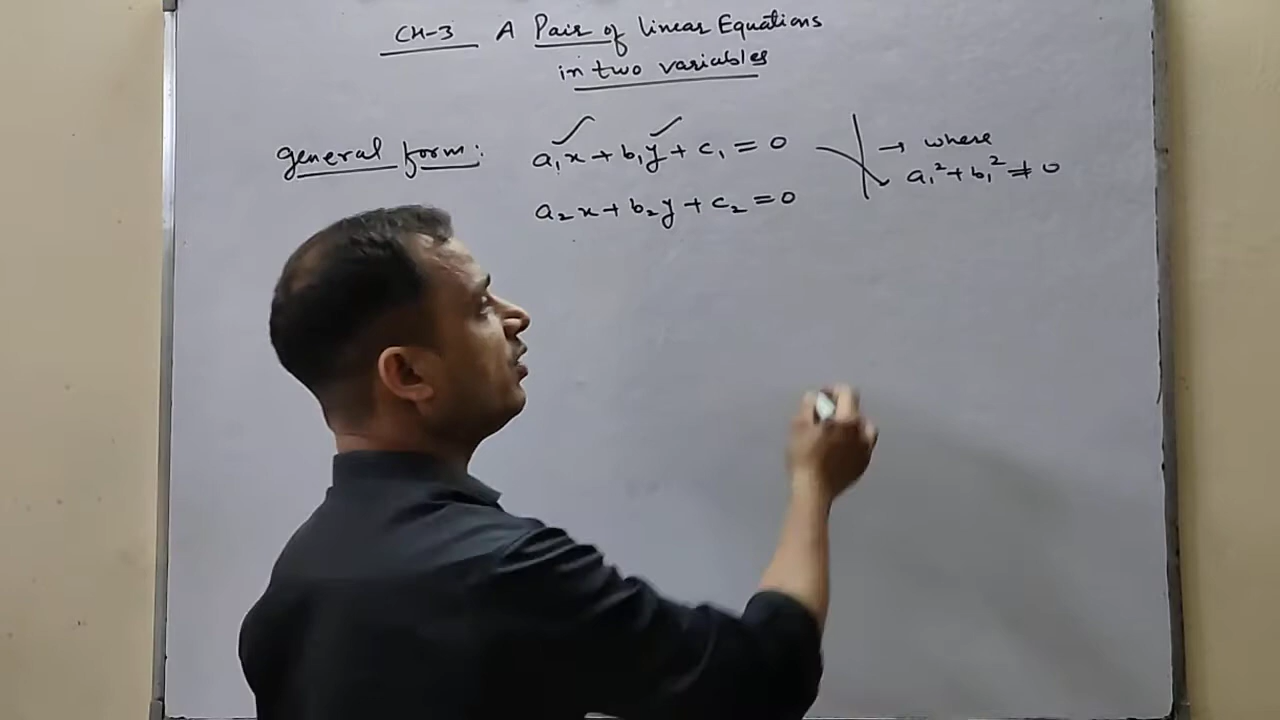 CH-3 A Pair of linear Equations
in two variables
general form: a₁x + b₁y + c₁ = 0 → where
a₁² + b₁² ≠ 0
a₂x + b₂y + c₂ = 0